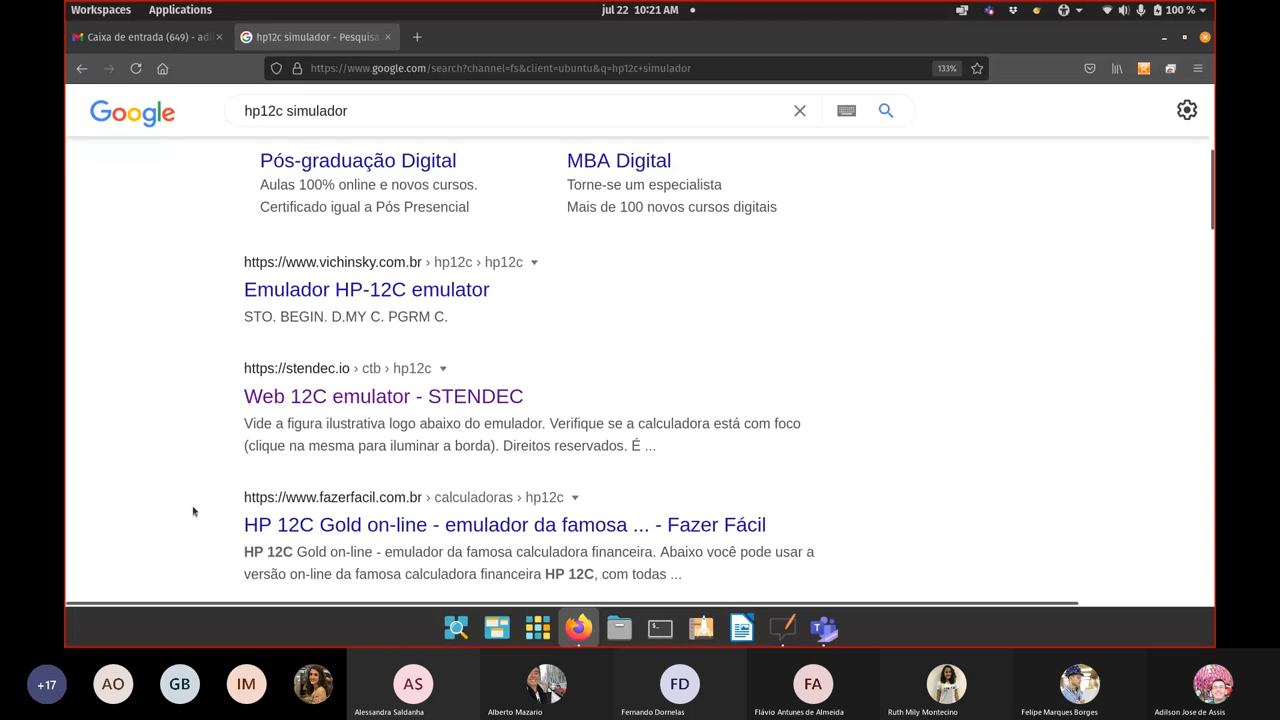 Workspaces Applications jul 22 10:21 AM 100 %
Caixa de entrada (649) - adi hp12c simulador - Pesquisa
https://www.google.com/search?channel=fs&client=ubuntu&q=hp12c+simulador 133%
Google hp12c simulador
Pós-graduação Digital MBA Digital
Aulas 100% online e novos cursos. Torne-se um especialista
Certificado igual a Pós Presencial Mais de 100 novos cursos digitais
https://www.vichinsky.com.br › hp12c › hp12c
Emulador HP-12C emulator
STO. BEGIN. D.MY C. PGRM C.
https://stendec.io › ctb › hp12c
Web 12C emulator - STENDEC
Vide a figura ilustrativa logo abaixo do emulador. Verifique se a calculadora está com foco
(clique na mesma para iluminar a borda). Direitos reservados. É ...
https://www.fazerfacil.com.br › calculadoras › hp12c
HP 12C Gold on-line - emulador da famosa ... - Fazer Fácil
HP 12C Gold on-line - emulador da famosa calculadora financeira. Abaixo você pode usar a
versão on-line da famosa calculadora financeira HP 12C, com todas ...
+17 AO GB IM AS FD FA
Alessandra Saldanha Alberto Mazario Fernando Dornelas Flávio Antunes de Almeida Ruth Mily Montecino Felipe Marques Borges Adilson Jose de Assis